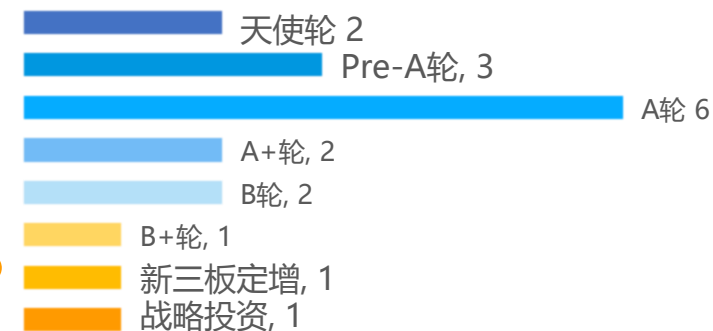 天使轮 2
Pre-A轮, 3
A轮 6
A+轮, 2
B轮, 2
B+轮, 1
新三板定增, 1
战略投资, 1